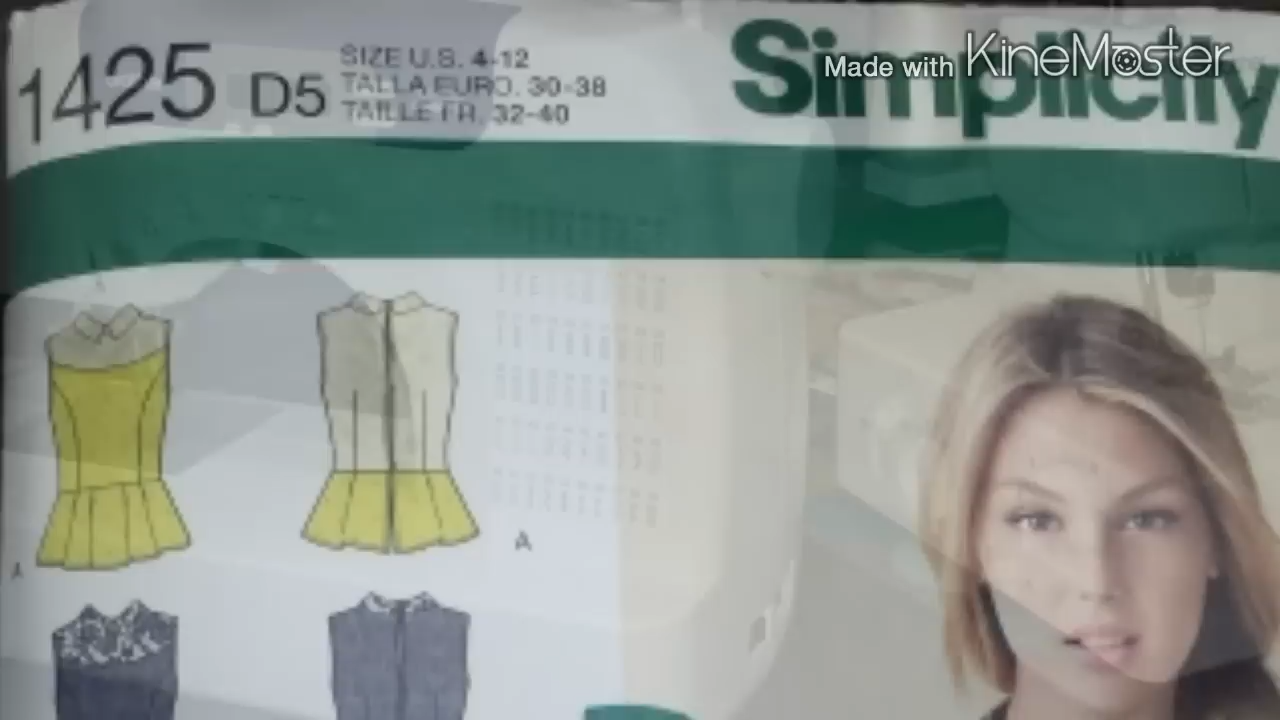 1425 D5
SIZE U.S. 4-12
TALLA EURO. 30-38
TAILLE FR. 32-40
Simplicity
Made with KineMaster
A
A